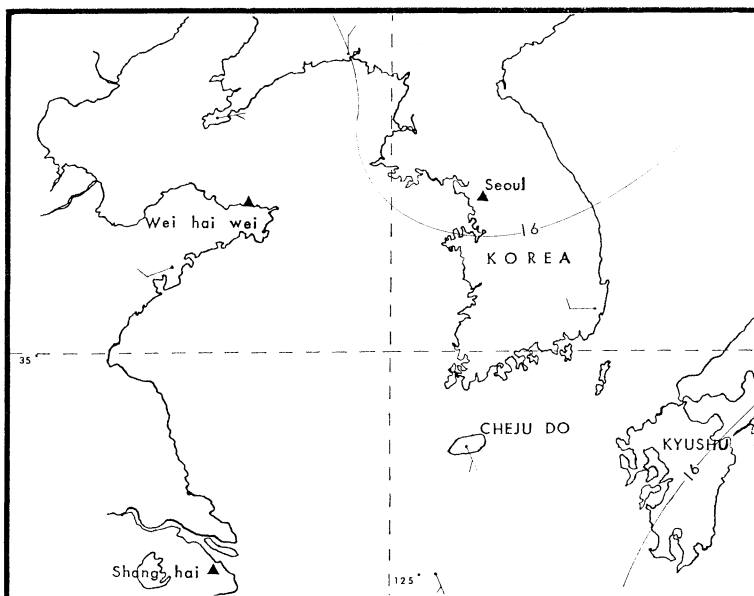 Seoul
Wei hai wei
16
KOREA
35°
CHEJU DO
KYUSHU
16
Shang hai
125°